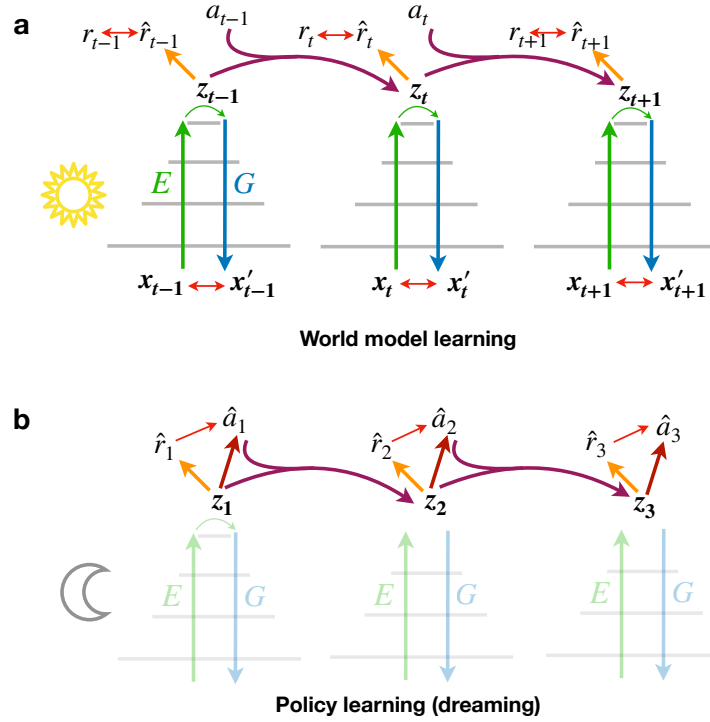 a
a_{t−1} a_t
r_{t−1} r̂_{t−1} r_t r̂_t r_{t+1} r̂_{t+1}
z_{t−1} z_t z_{t+1}
E G
x_{t−1} x′_{t−1} x_t x′_t x_{t+1} x′_{t+1}
World model learning
b
r̂_1 â_1 r̂_2 â_2 r̂_3 â_3
z_1 z_2 z_3
E G E G E G
Policy learning (dreaming)